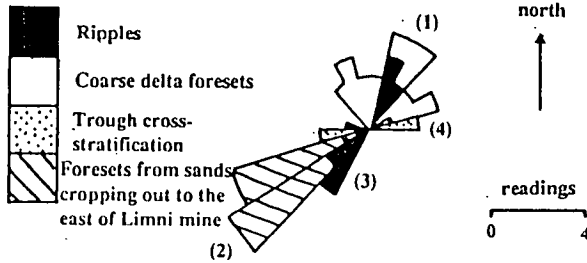 Ripples
Coarse delta foresets
Trough cross-
stratification
Foresets from sands
cropping out to the
east of Limni mine
(1)
(2)
(3)
(4)
north
readings
0 4